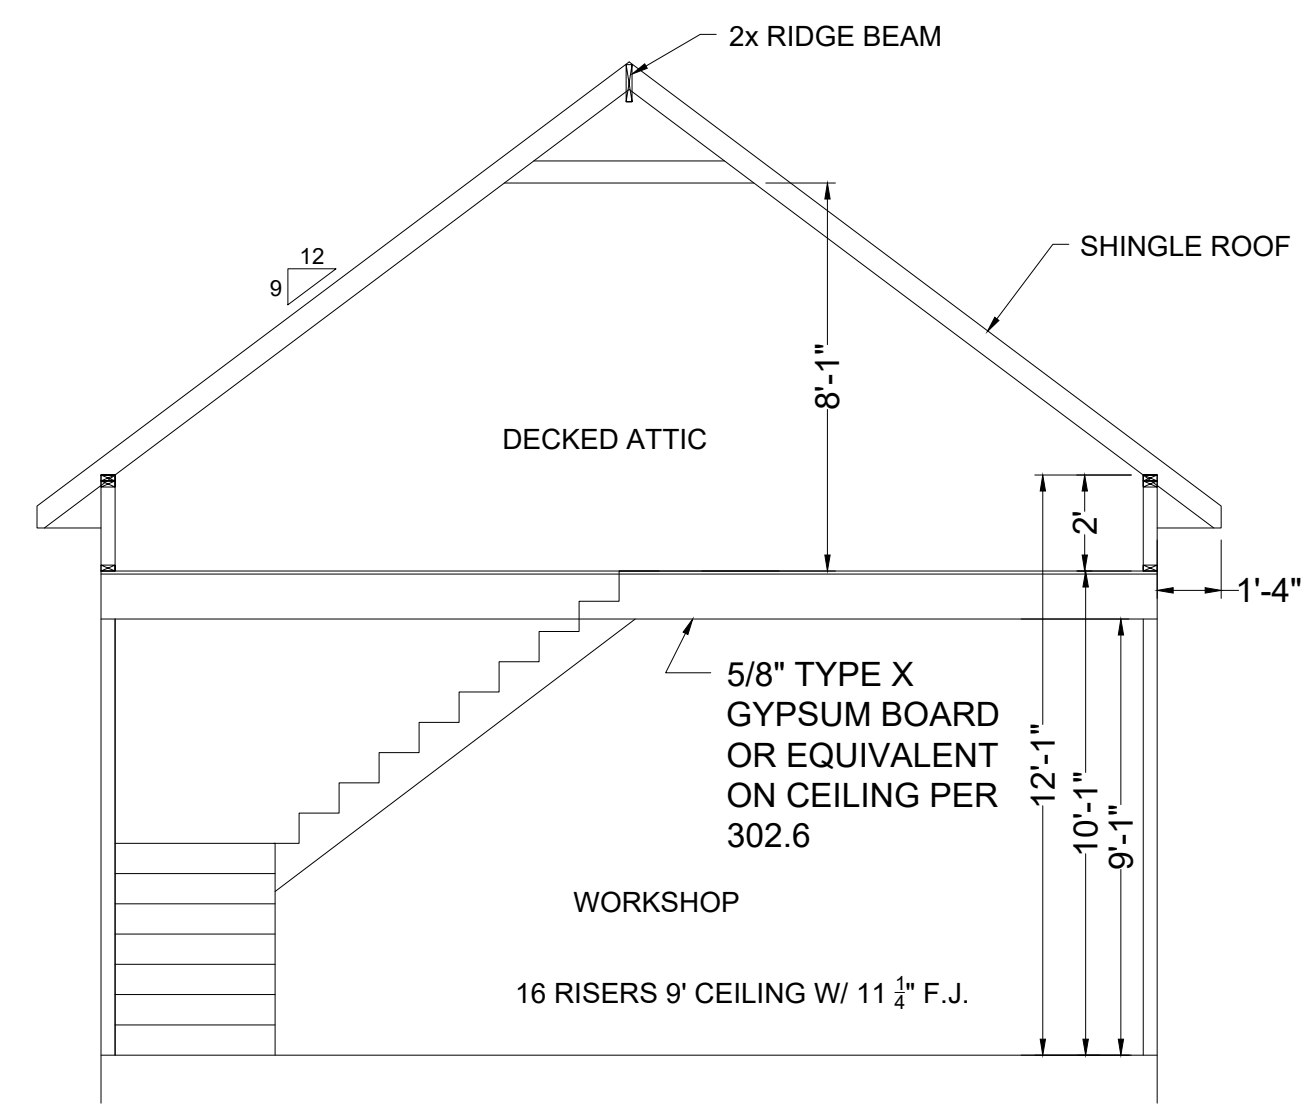 2x RIDGE BEAM
12
9
SHINGLE ROOF
8'-1"
DECKED ATTIC
2'
1'-4"
5/8" TYPE X
GYPSUM BOARD
OR EQUIVALENT
ON CEILING PER
302.6
12'-1"
10'-1"
9'-1"
WORKSHOP
16 RISERS 9' CEILING W/ 11 1/4" F.J.